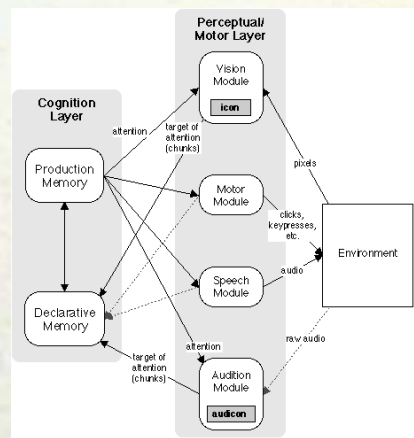 Perceptual/
Motor Layer
Vision
Module
icon
Cognition
Layer
attention
target of
attention
(chunks)
Production
Memory
pixels
Motor
Module
clicks,
keypresses,
etc.
Environment
Speech
Module
audio
Declarative
Memory
raw audio
attention
target of
attention
(chunks)
Audition
Module
audicon